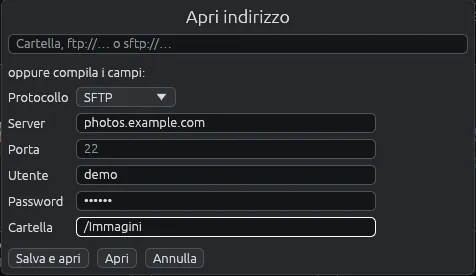 Apri indirizzo
Cartella, ftp://… o sftp://…
oppure compila i campi:
Protocollo SFTP
Server photos.example.com
Porta 22
Utente demo
Password ••••••
Cartella /Immagini
Salva e apri Apri Annulla